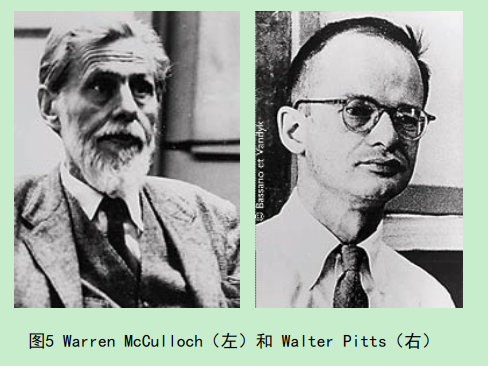 © Bassano et Vandyk
图5 Warren McCulloch（左）和 Walter Pitts（右）